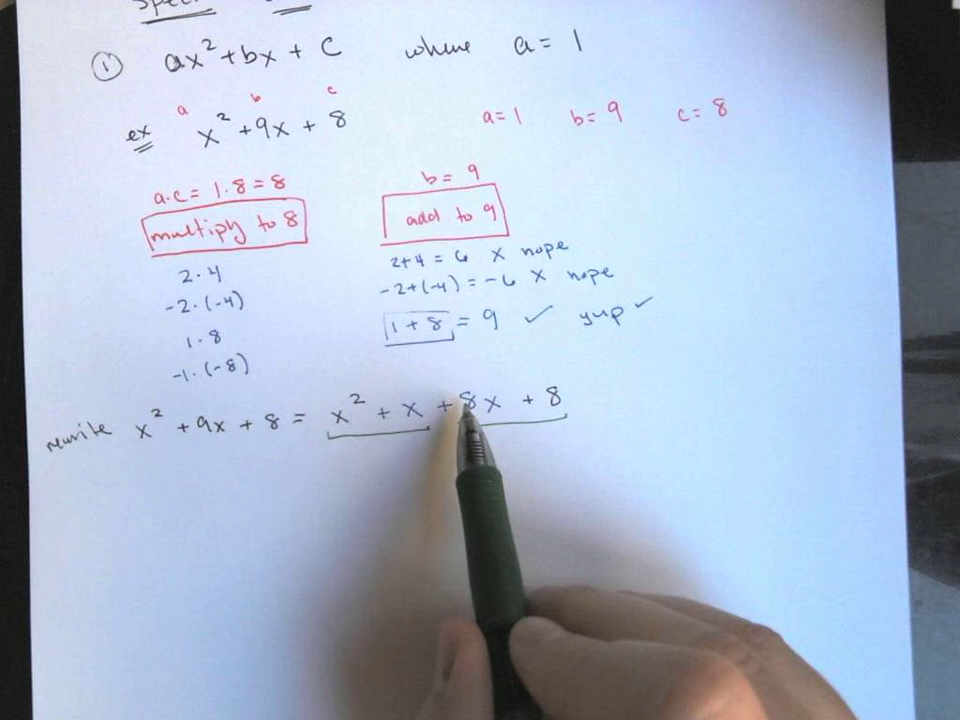 ① ax² + bx + c where a = 1
a b c
ex x² + 9x + 8 a = 1 b = 9 c = 8
a·c = 1·8 = 8 b = 9
multiply to 8 add to 9
2·4 2+4 = 6 X nope
-2·(-4) -2+(-4) = -6 X nope
1·8 1+8 = 9 ✓ yup ✓
-1·(-8)
rewrite x² + 9x + 8 = x² + x + 8x + 8